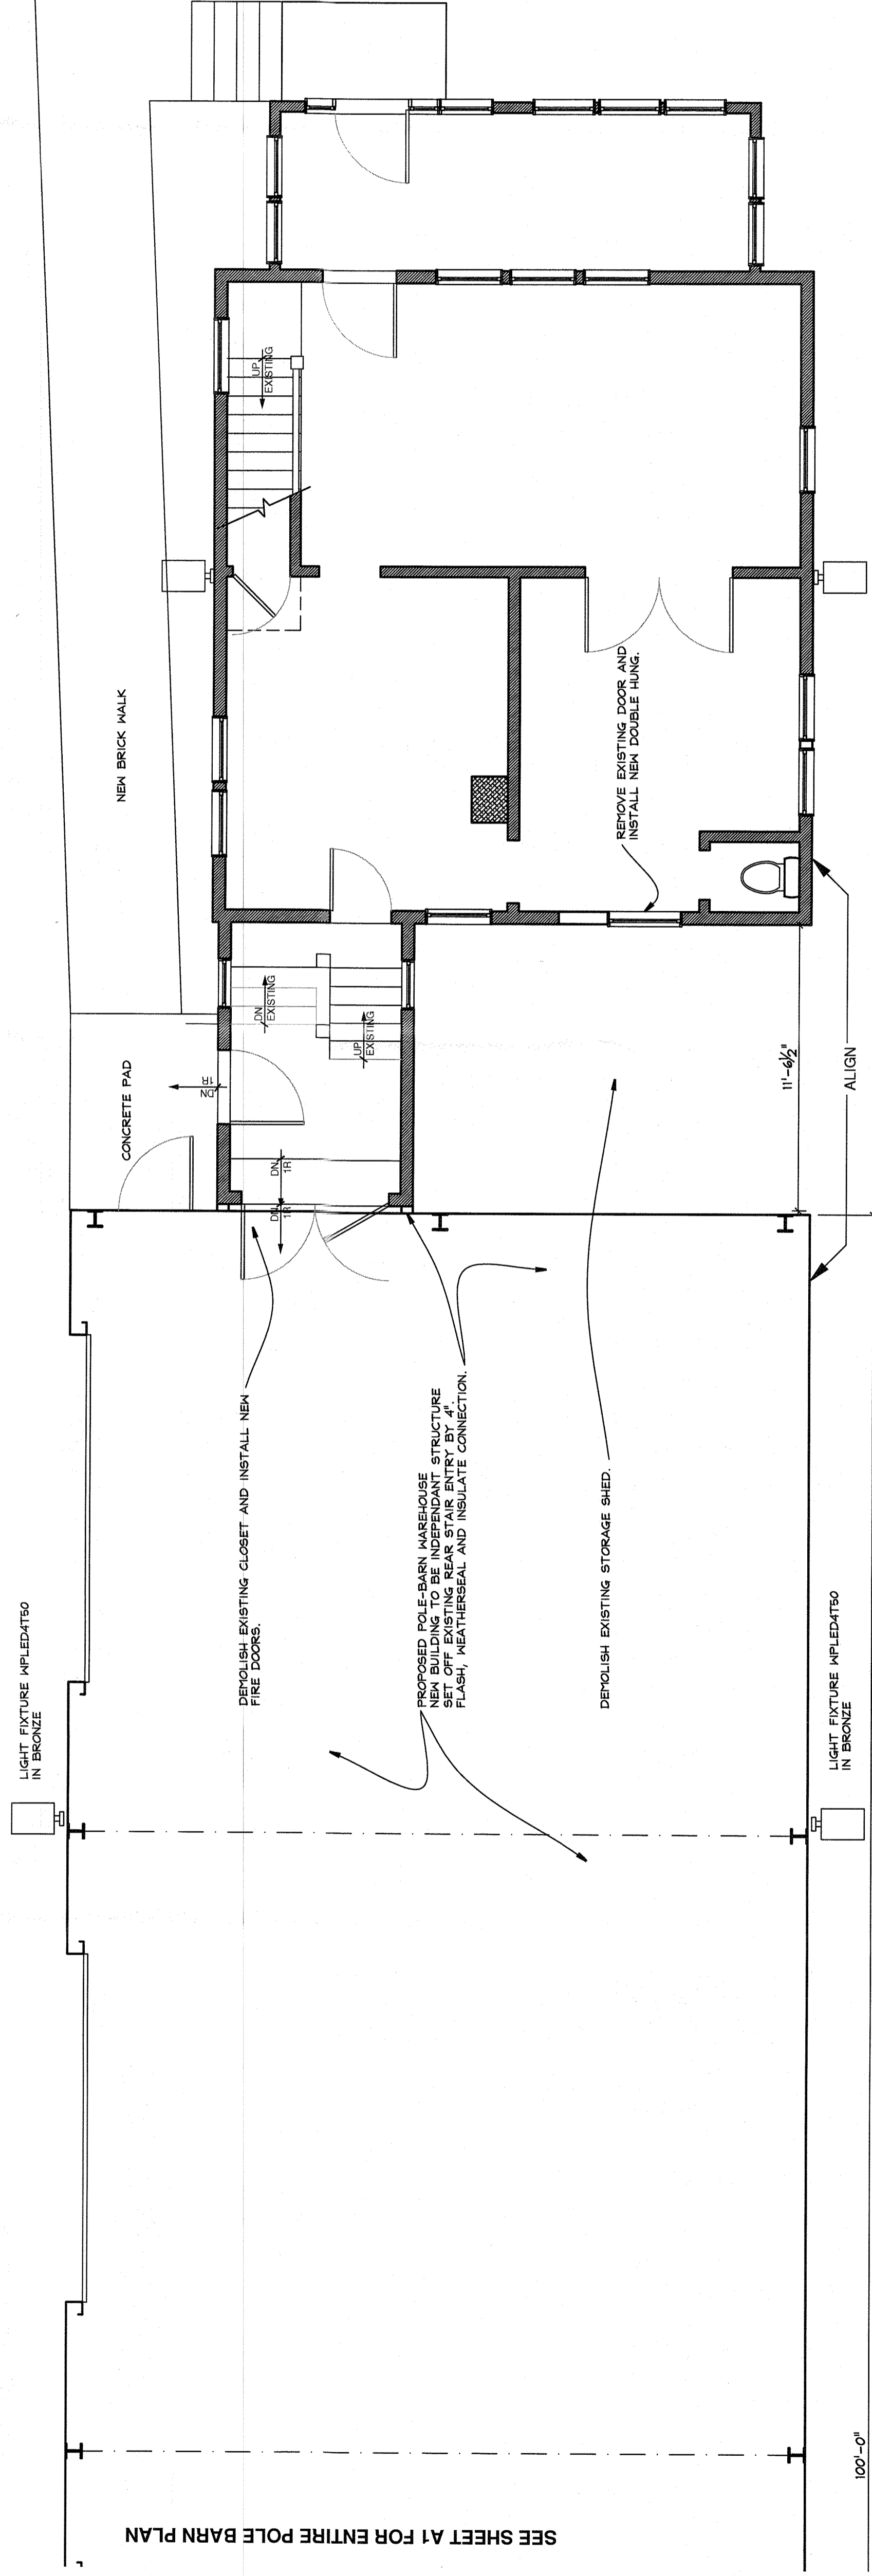 UP
EXISTING
NEW BRICK WALK
REMOVE EXISTING DOOR AND
INSTALL NEW DOUBLE HUNG.
DN
EXISTING
UP
EXISTING
CONCRETE PAD
DN
1R
DN
1R
DN
1R
11'-6½"
ALIGN
DEMOLISH EXISTING CLOSET AND INSTALL NEW
FIRE DOORS.
PROPOSED POLE-BARN WAREHOUSE
NEW BUILDING TO BE INDEPENDANT STRUCTURE
SET OFF EXISTING REAR STAIR ENTRY BY 4".
FLASH, WEATHERSEAL AND INSULATE CONNECTION.
DEMOLISH EXISTING STORAGE SHED.
LIGHT FIXTURE WPLED4T50
IN BRONZE
LIGHT FIXTURE WPLED4T50
IN BRONZE
100'-0"
SEE SHEET A1 FOR ENTIRE POLE BARN PLAN